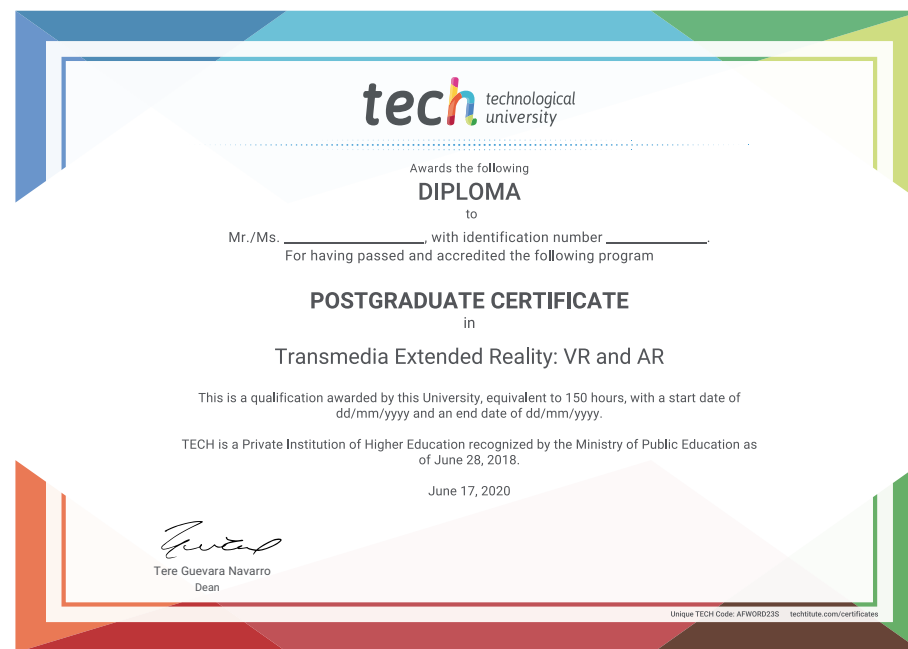 tech technological
university
Awards the following
DIPLOMA
to
Mr./Ms. ____________________, with identification number ______________.
For having passed and accredited the following program
POSTGRADUATE CERTIFICATE
in
Transmedia Extended Reality: VR and AR
This is a qualification awarded by this University, equivalent to 150 hours, with a start date of
dd/mm/yyyy and an end date of dd/mm/yyyy.
TECH is a Private Institution of Higher Education recognized by the Ministry of Public Education as
of June 28, 2018.
June 17, 2020
Tere Guevara Navarro
Dean
Unique TECH Code: AFWORD23S techtitute.com/certificates